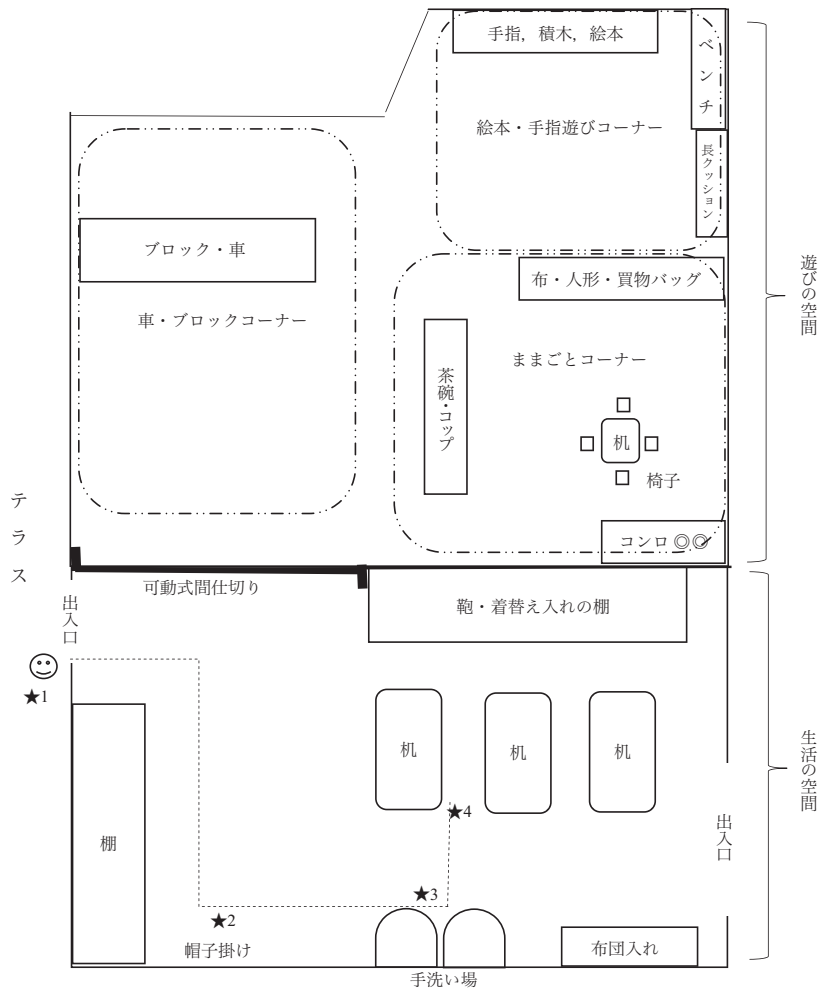 手指，積木，絵本
ベンチ
絵本・手指遊びコーナー
長クッション
ブロック・車
車・ブロックコーナー
布・人形・買物バッグ
ままごとコーナー
茶碗・コップ
机
椅子
コンロ ◎◎
遊びの空間
テラス
可動式間仕切り
出入口
鞄・着替え入れの棚
★1
机
机
机
生活の空間
★4
出入口
棚
★3
★2
帽子掛け
布団入れ
手洗い場